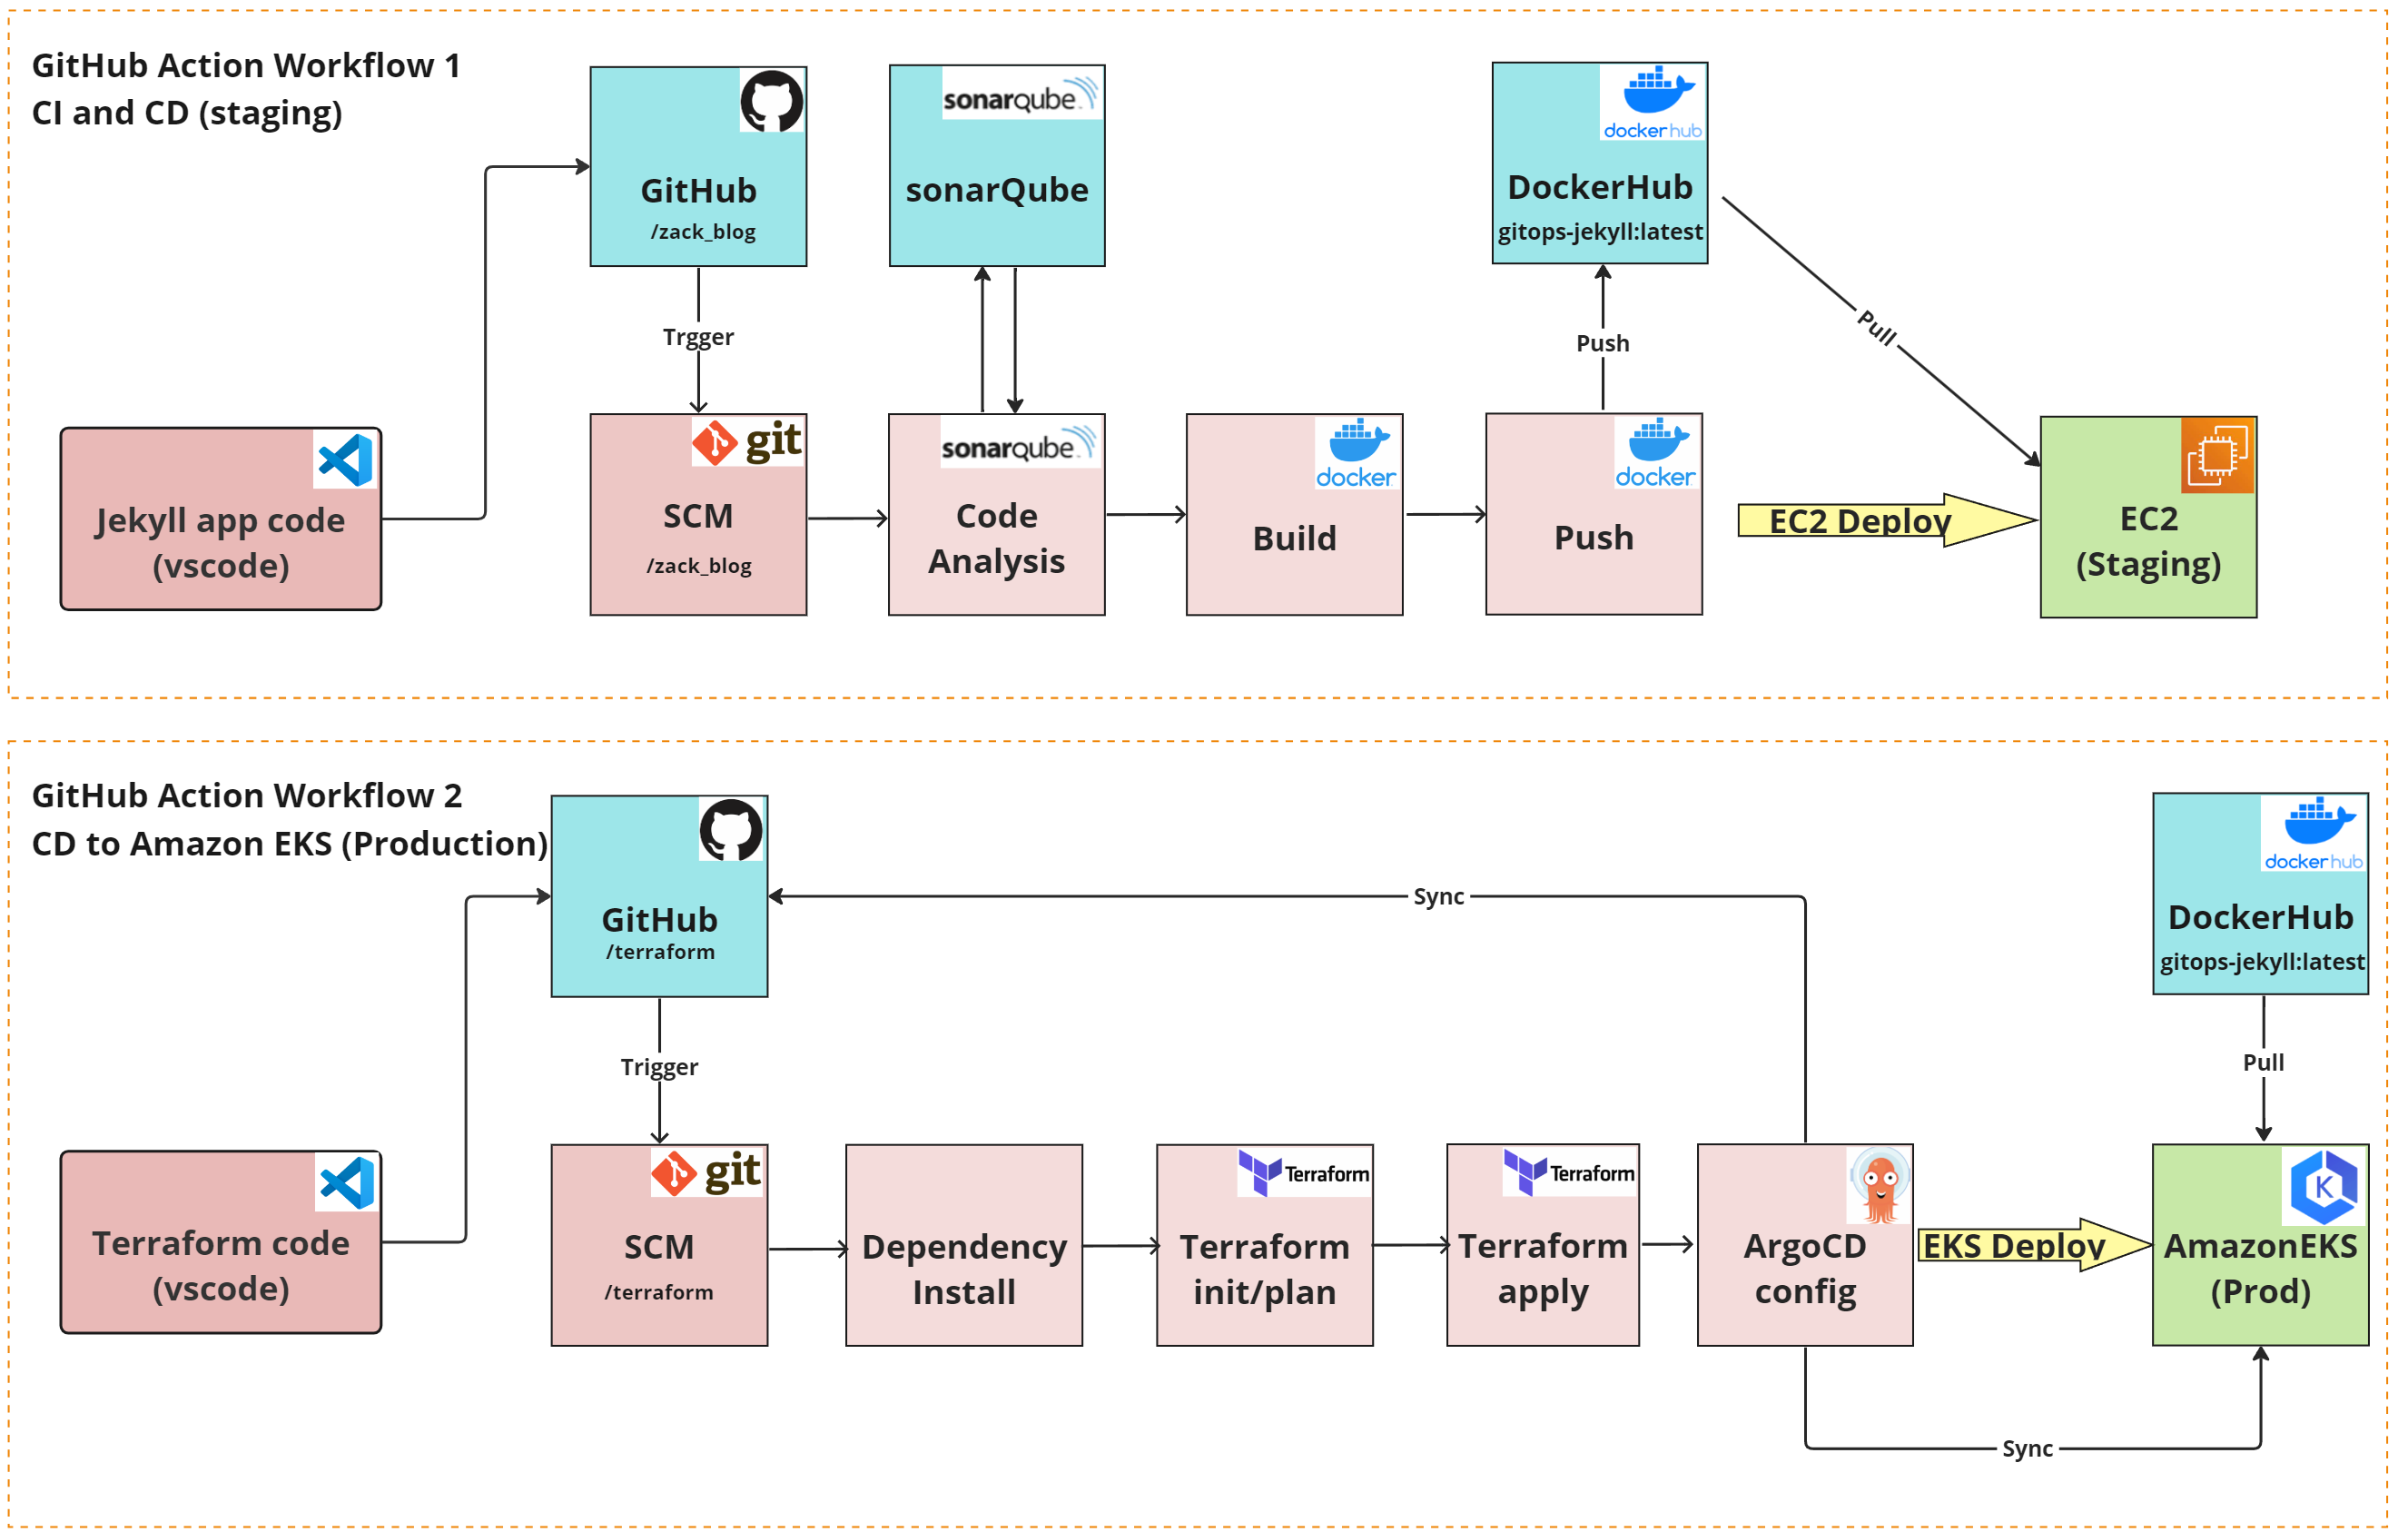 GitHub Action Workflow 1
CI and CD (staging)
GitHub
/zack_blog
sonarqube
sonarQube
dockerhub
DockerHub
gitops-jekyll:latest
Trgger
Push
Pull
Jekyll app code
(vscode)
git
SCM
/zack_blog
sonarqube
Code
Analysis
docker
Build
docker
Push
EC2 Deploy
EC2
(Staging)
GitHub Action Workflow 2
CD to Amazon EKS (Production)
GitHub
/terraform
Sync
dockerhub
DockerHub
gitops-jekyll:latest
Trigger
Pull
Terraform code
(vscode)
git
SCM
/terraform
Dependency
Install
Terraform
Terraform
init/plan
Terraform
Terraform
apply
ArgoCD
config
EKS Deploy
K
AmazonEKS
(Prod)
Sync